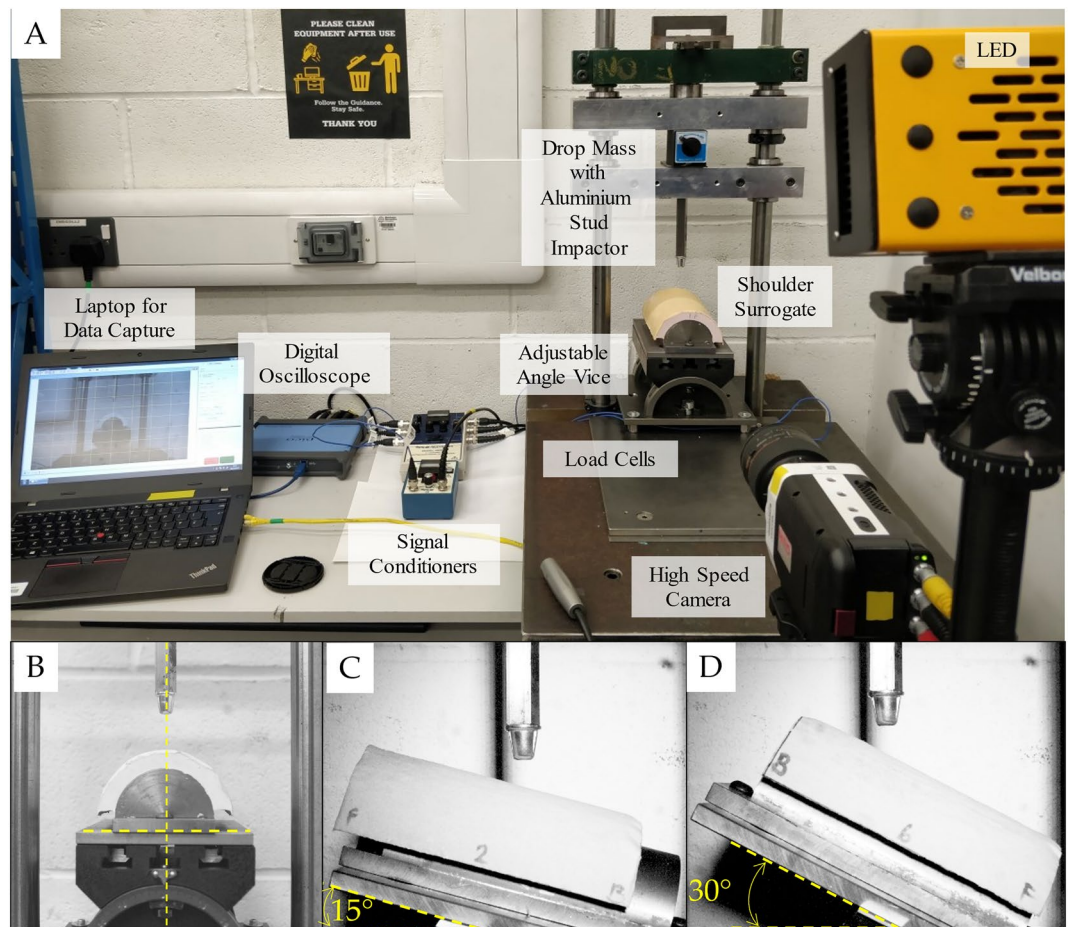 A
PLEASE CLEAN
EQUIPMENT AFTER USE
Follow the Guidance.
Stay Safe.
THANK YOU
LED
Drop Mass
with
Aluminium
Stud
Impactor
Velbon
Shoulder
Surrogate
Laptop for
Data Capture
Digital
Oscilloscope
Adjustable
Angle Vice
Load Cells
Signal
Conditioners
High Speed
Camera
ThinkPad
B
C
F
2
B
15°
D
B
6
F
30°